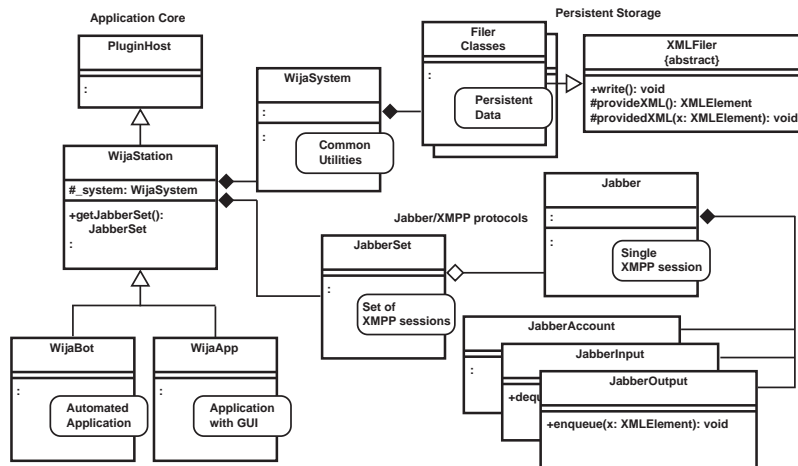 Application Core
Persistent Storage
PluginHost
:
WijaSystem
:
:
Common
Utilities
Filer
Classes
:
Persistent
Data
XMLFiler
{abstract}
+write(): void
#provideXML(): XMLElement
#providedXML(x: XMLElement): void
WijaStation
#_system: WijaSystem
+getJabberSet():
JabberSet
:
Jabber/XMPP protocols
JabberSet
:
Set of
XMPP sessions
Jabber
:
:
Single
XMPP session
WijaBot
:
Automated
Application
WijaApp
:
Application
with GUI
JabberAccount
:
JabberInput
JabberOutput
+enqueue(x: XMLElement): void